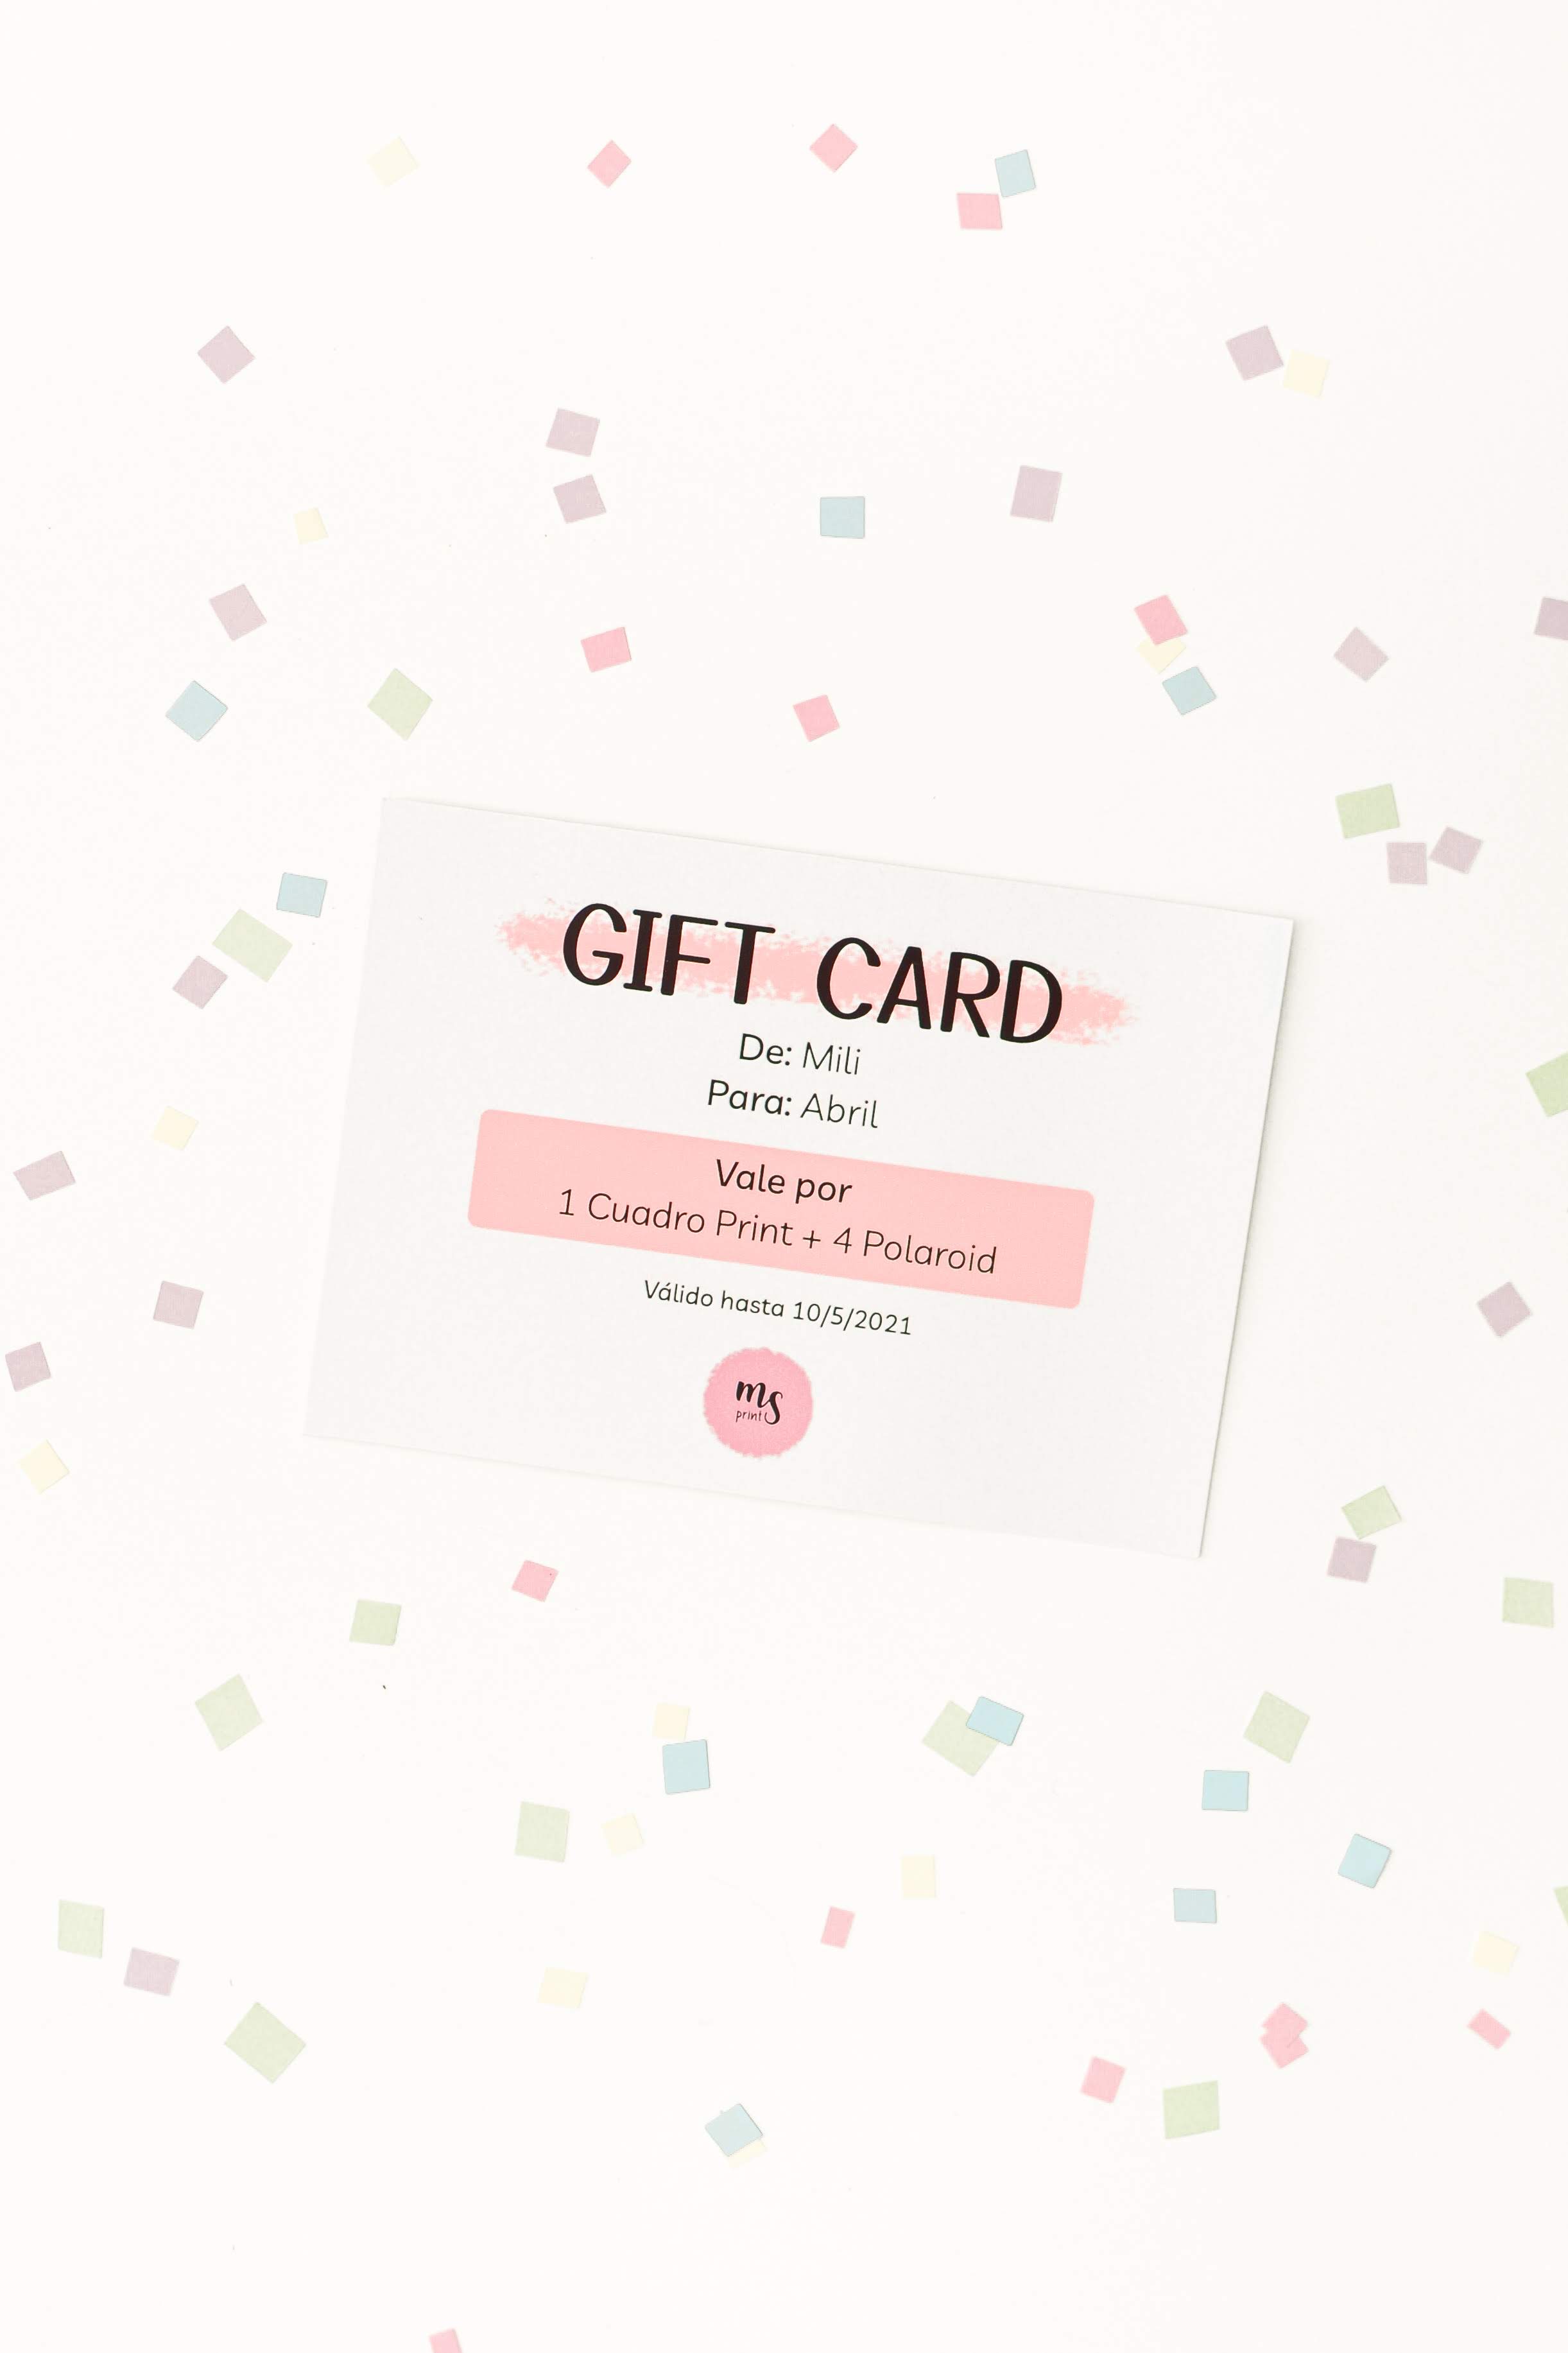 GIFT CARD
De: Mili
Para: Abril
Vale por
1 Cuadro Print + 4 Polaroid
Válido hasta 10/5/2021
ms
print